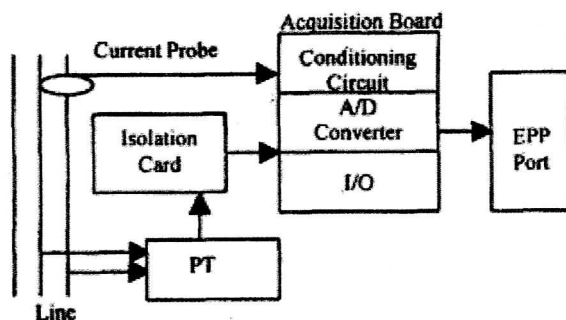 Acquisition Board
Current Probe
Conditioning
Circuit
A/D
Converter
I/O
EPP
Port
Isolation
Card
PT
Line